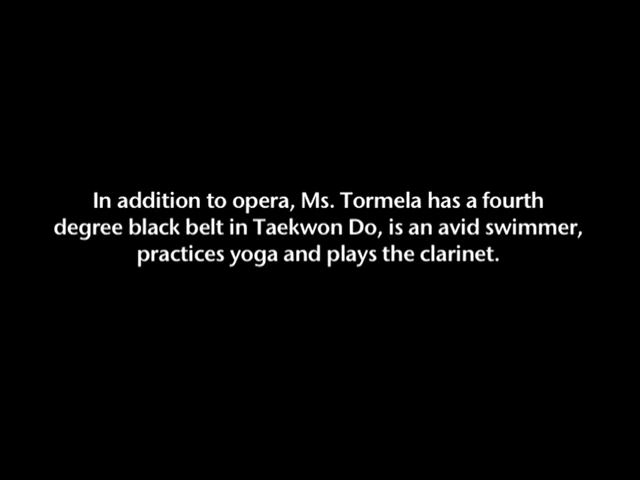 In addition to opera, Ms. Tormela has a fourth
degree black belt in Taekwon Do, is an avid swimmer,
practices yoga and plays the clarinet.